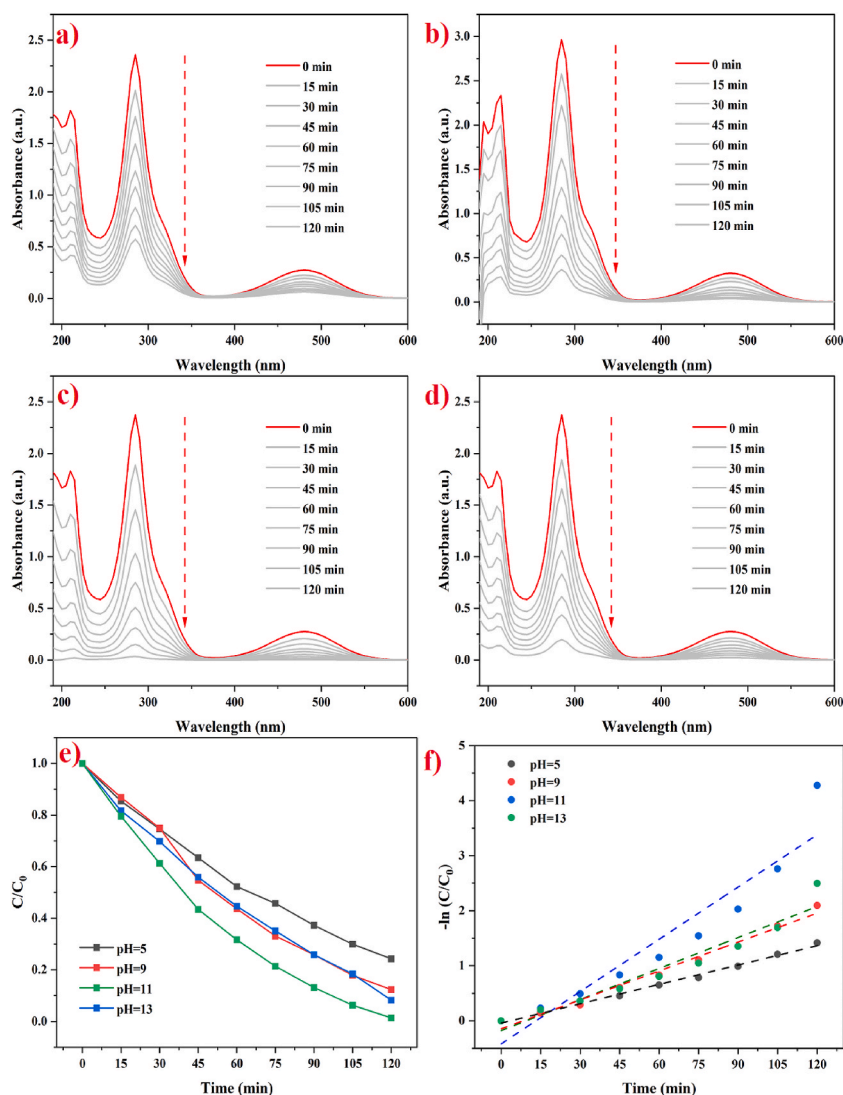 a)
2.5
2.0
1.5
1.0
0.5
0.0
Absorbance (a.u.)
0 min
15 min
30 min
45 min
60 min
75 min
90 min
105 min
120 min
200 300 400 500 600
Wavelength (nm)
b)
3.0
2.5
2.0
1.5
1.0
0.5
0.0
Absorbance (a.u.)
0 min
15 min
30 min
45 min
60 min
75 min
90 min
105 min
120 min
200 300 400 500 600
Wavelength (nm)
c)
2.5
2.0
1.5
1.0
0.5
0.0
Absorbance (a.u.)
0 min
15 min
30 min
45 min
60 min
75 min
90 min
105 min
120 min
200 300 400 500 600
Wavelength (nm)
d)
2.5
2.0
1.5
1.0
0.5
0.0
Absorbance (a.u.)
0 min
15 min
30 min
45 min
60 min
75 min
90 min
105 min
120 min
200 300 400 500 600
Wavelength (nm)
e)
1.0
0.8
0.6
0.4
0.2
0.0
C/C0
pH=5
pH=9
pH=11
pH=13
0 15 30 45 60 75 90 105 120
Time (min)
f)
-5
4
3
2
1
0
-ln (C/C0)
pH=5
pH=9
pH=11
pH=13
0 15 30 45 60 75 90 105 120
Time (min)